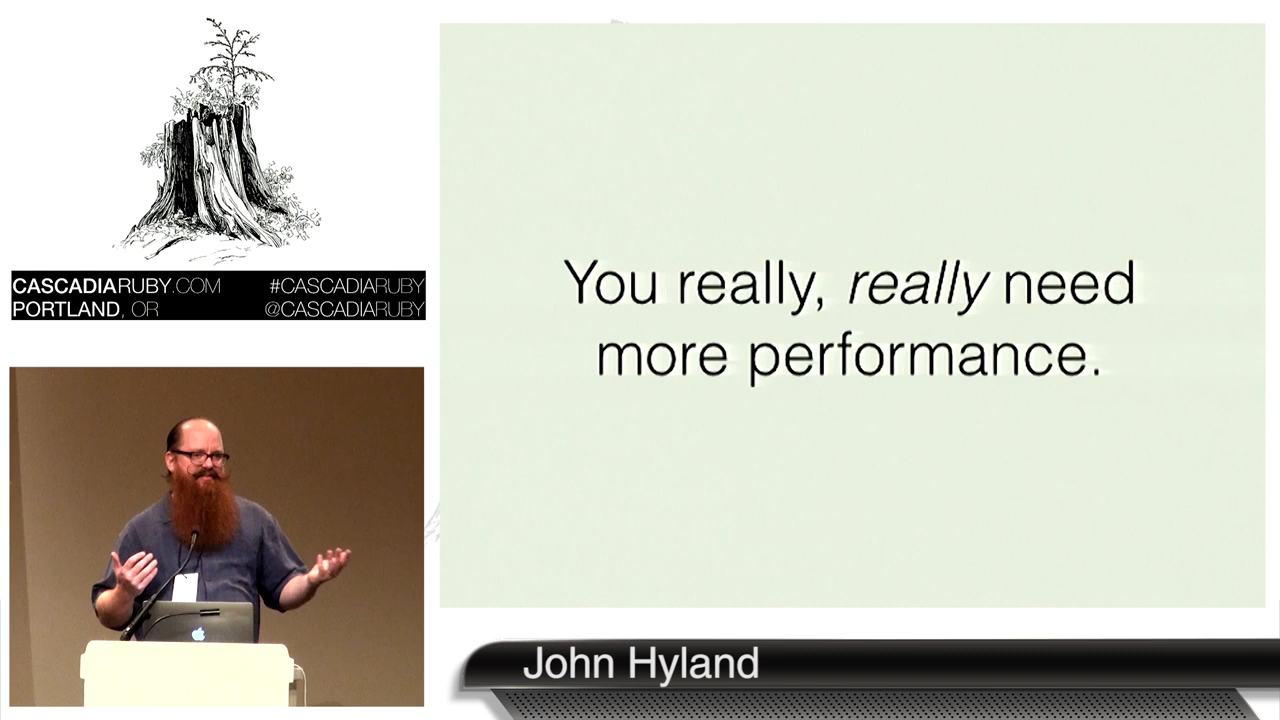 CASCADIARUBY.COM #CASCADIARUBY
PORTLAND, OR @CASCADIARUBY
You really, really need
more performance.
John Hyland